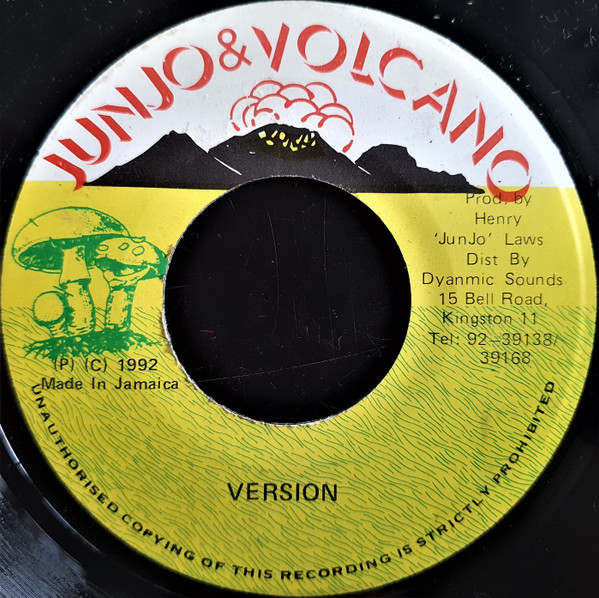 JUNJO & VOLCANO
Prod. by
Henry
'JunJo' Laws
Dist By
Dyanmic Sounds
15 Bell Road,
Kingston 11
Tel: 92-39138/
39168
(P) (C) 1992
Made In Jamaica
VERSION
UNAUTHORISED COPYING OF THIS RECORDING IS STRICTLY PROHIBITED